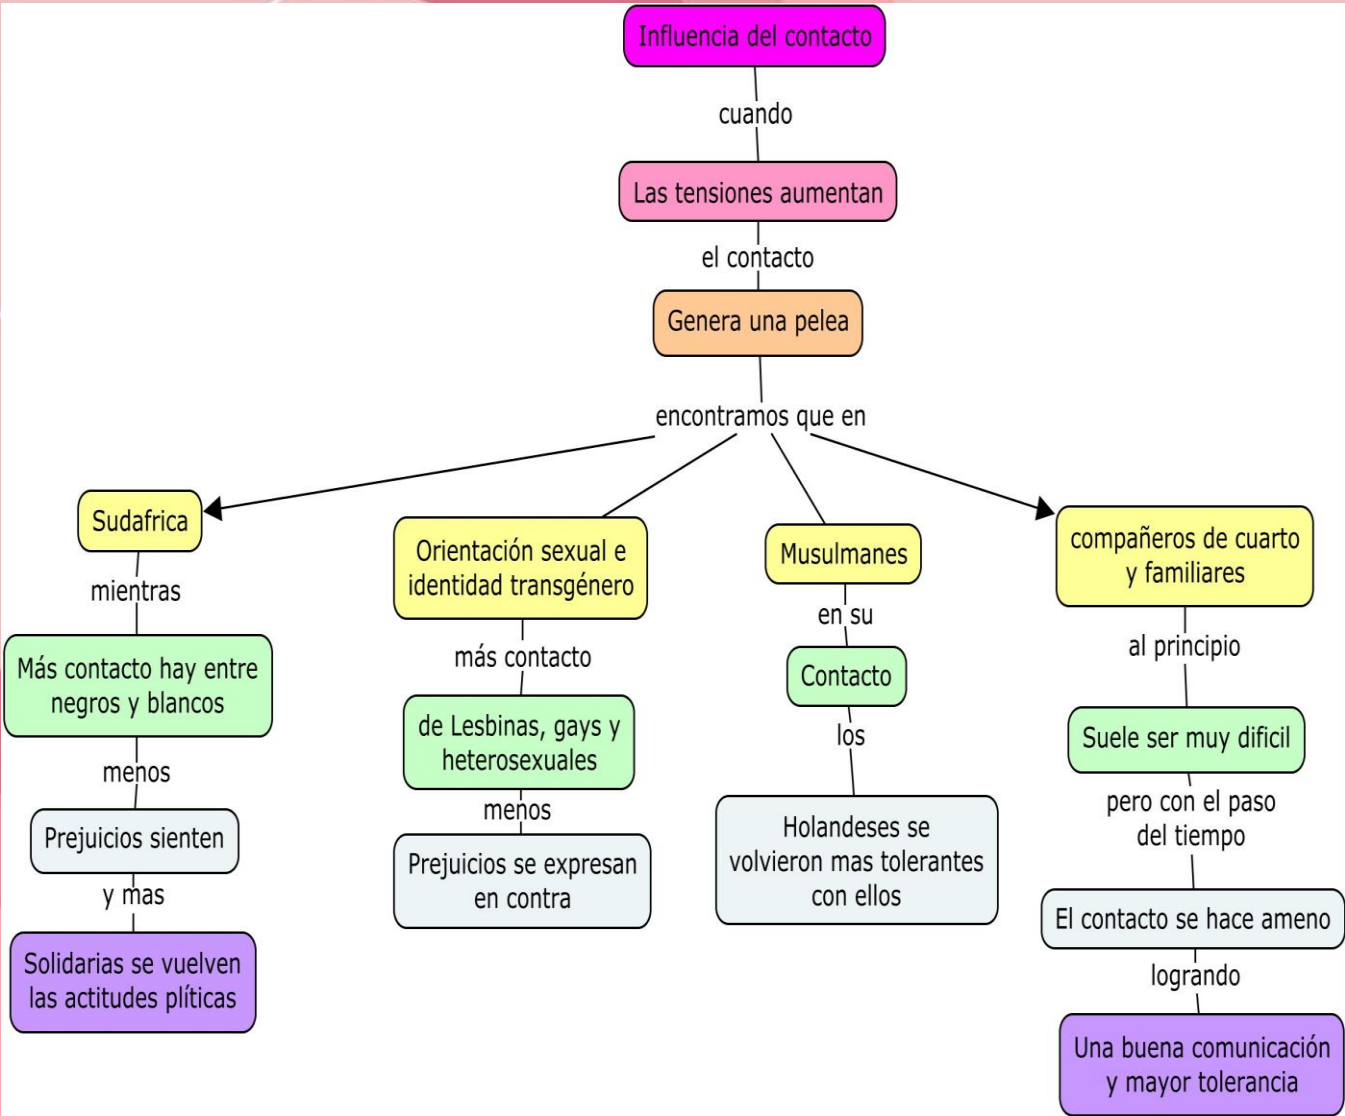 Influencia del contacto
cuando
Las tensiones aumentan
el contacto
Genera una pelea
encontramos que en
Sudafrica
mientras
Más contacto hay entre
negros y blancos
menos
Prejuicios sienten
y mas
Solidarias se vuelven
las actitudes plíticas
Orientación sexual e
identidad transgénero
más contacto
de Lesbinas, gays y
heterosexuales
menos
Prejuicios se expresan
en contra
Musulmanes
en su
Contacto
los
Holandeses se
volvieron mas tolerantes
con ellos
compañeros de cuarto
y familiares
al principio
Suele ser muy dificil
pero con el paso
del tiempo
El contacto se hace ameno
logrando
Una buena comunicación
y mayor tolerancia